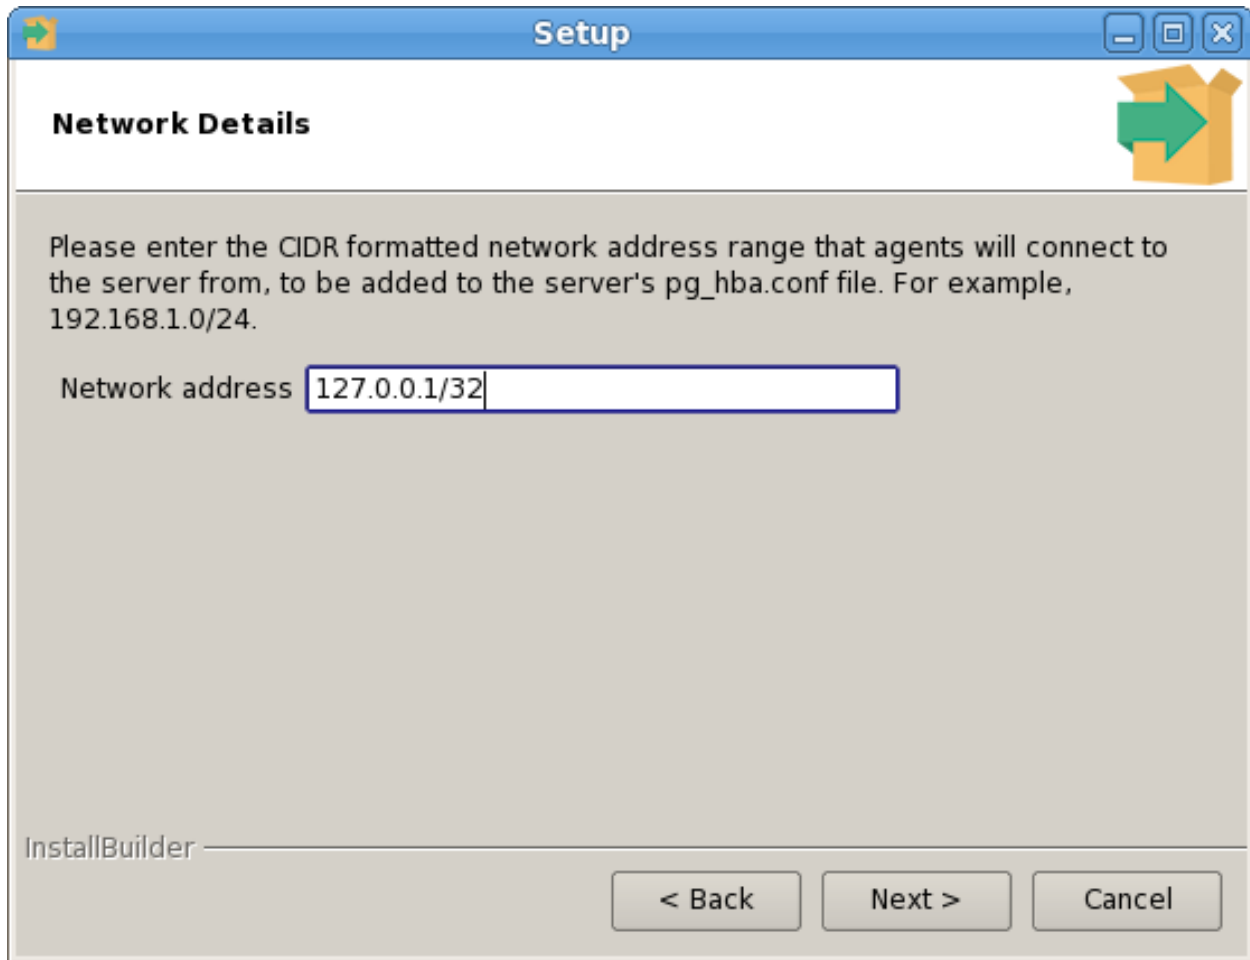 Setup
Network Details
Please enter the CIDR formatted network address range that agents will connect to
the server from, to be added to the server's pg_hba.conf file. For example,
192.168.1.0/24.
Network address 127.0.0.1/32
InstallBuilder
< Back Next > Cancel